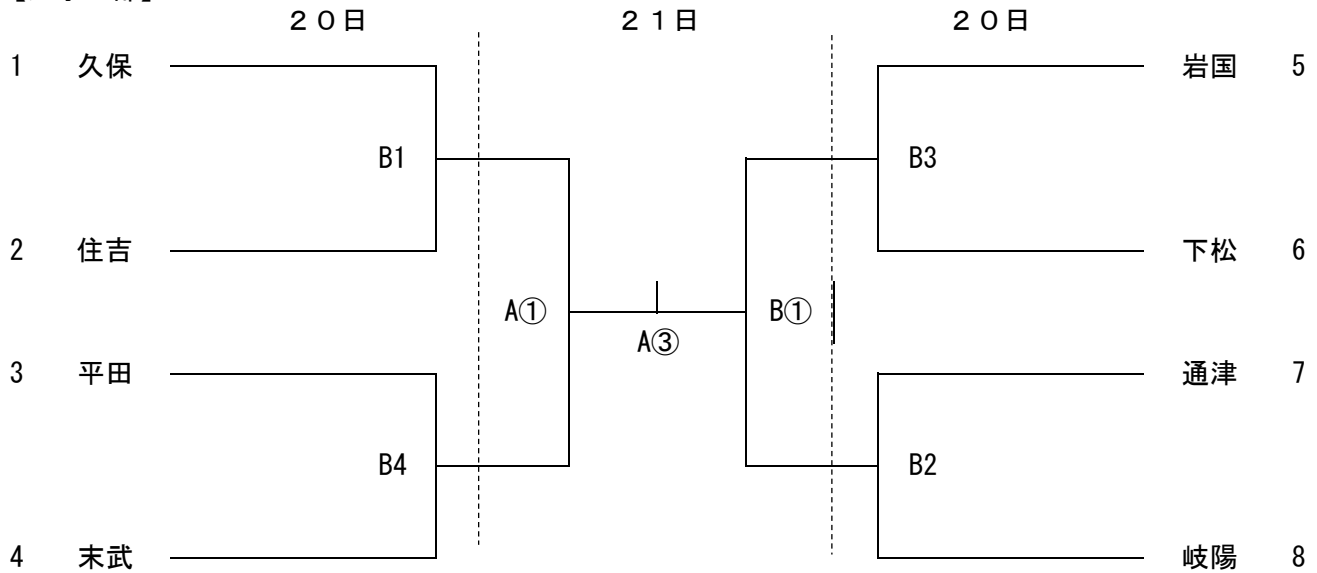 ２０日 ２１日 ２０日
1 久保 岩国 5
B1 B3
2 住吉 下松 6
A① B①
A③
3 平田 通津 7
B4 B2
4 末武 岐陽 8